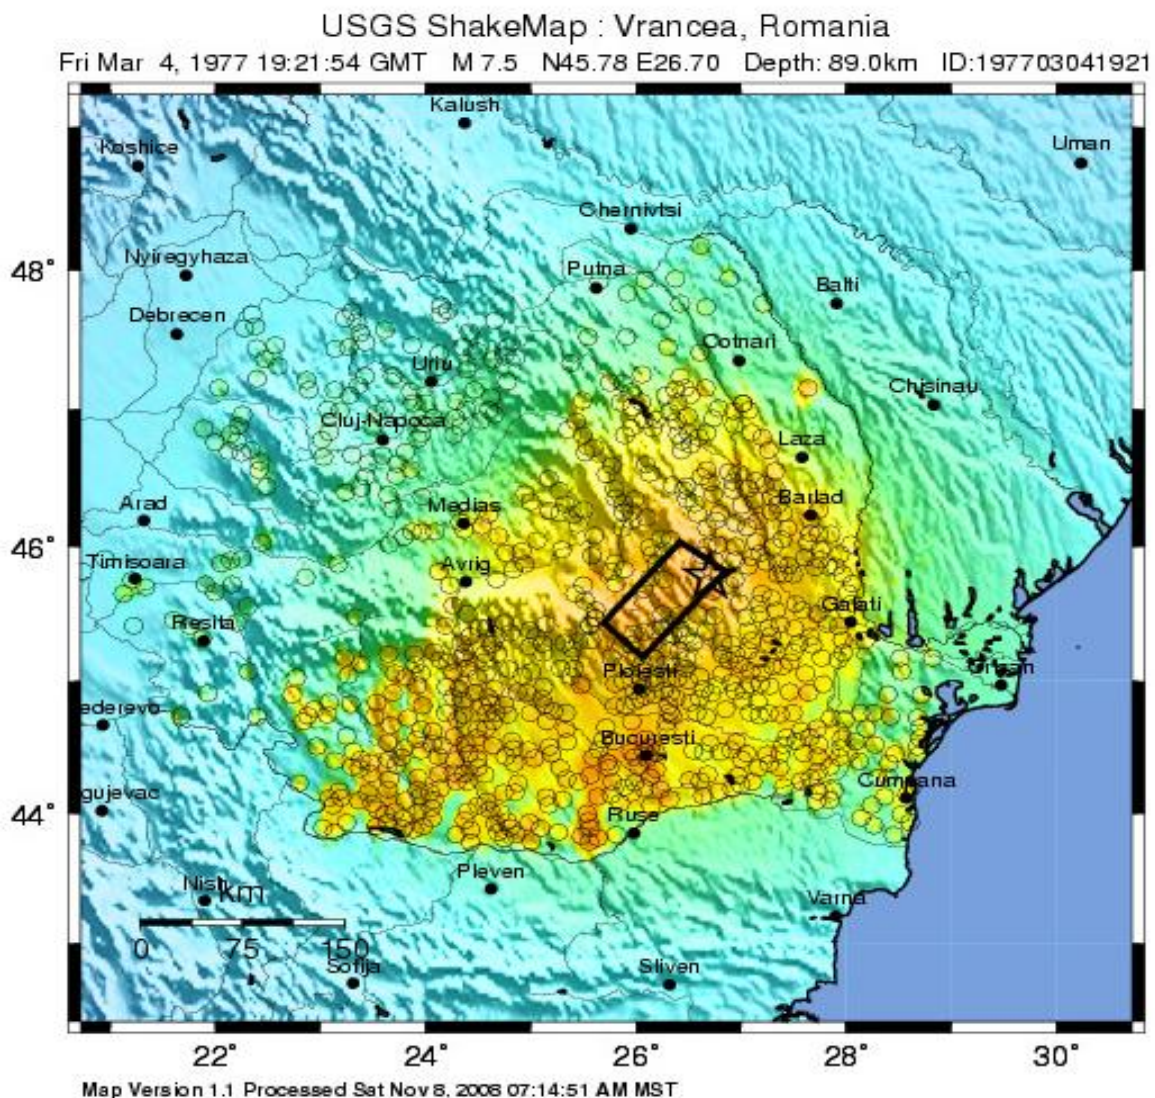 USGS ShakeMap : Vrancea, Romania
Fri Mar 4, 1977 19:21:54 GMT M 7.5 N45.78 E26.70 Depth: 89.0km ID:197703041921
Kalush
Koshice
Uman
Chernivtsi
Nyiregyhaza
Putna
48°
Balti
Debrecen
Cotnari
Uriu
Chisinau
Cluj-Napoca
Laza
Arad
Medias
Barlad
46°
Timisoara
Avrig
Galati
Resita
Ploiesti
ederevo
Bucuresti
Cumpana
gujevac
44°
Ruse
Pleven
Nish
km
Varna
0 75 150
Sofija
Sliven
22° 24° 26° 28° 30°
Map Version 1.1 Processed Sat Nov 8, 2008 07:14:51 AM MST